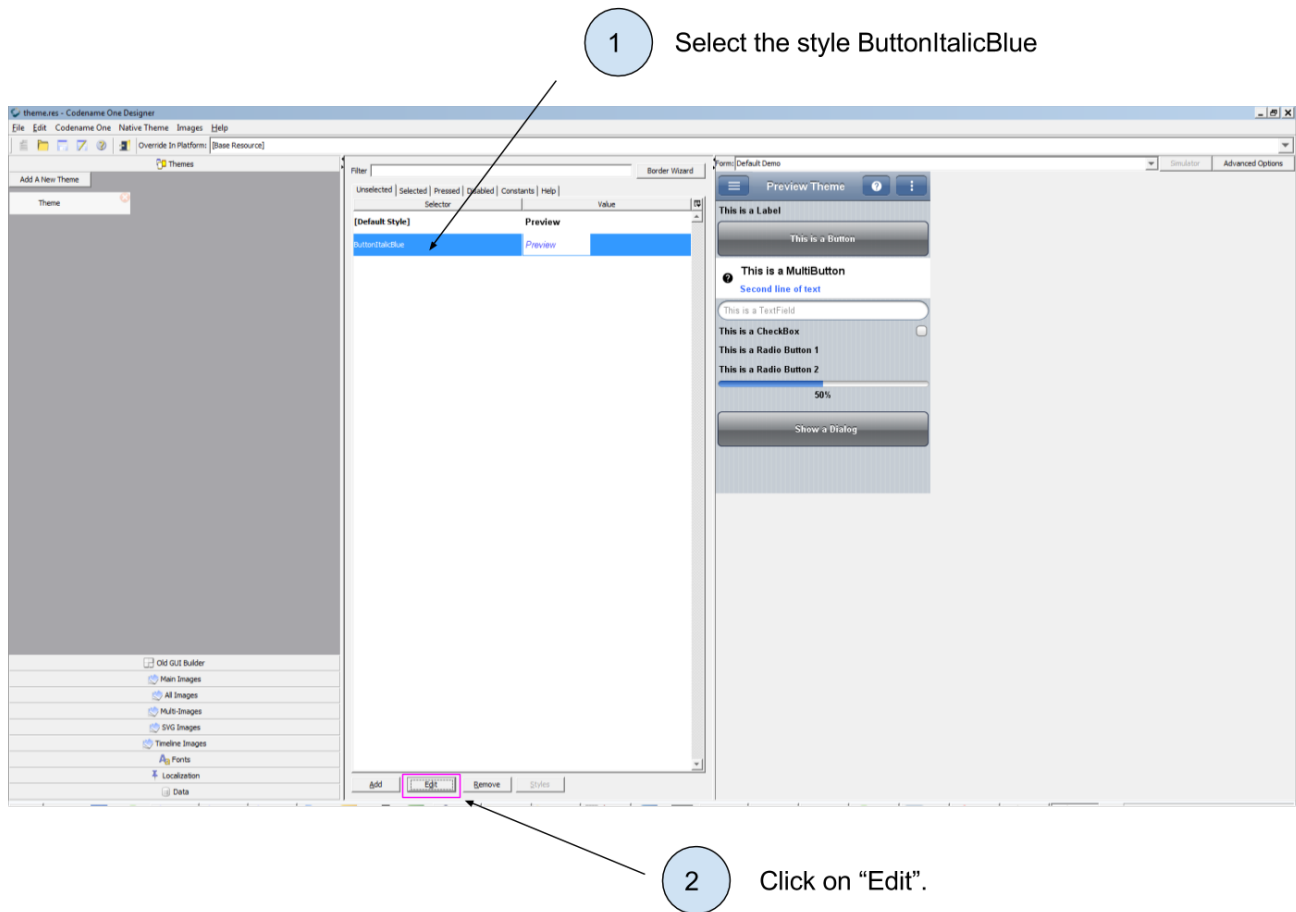 1 Select the style ButtonItalicBlue
theme.res - Codename One Designer
File Edit Codename One Native Theme Images Help
Override In Platform: [Base Resource]
Themes
Add A New Theme
Theme
Old GUI Builder
Main Images
All Images
Multi-Images
SVG Images
Timeline Images
Fonts
Localization
Data
Filter Border Wizard
Unselected Selected Pressed Disabled Constants Help
Selector Value
[Default Style] Preview
ButtonItalicBlue Preview
Add Edit Remove Styles
Form: Default Demo Simulator Advanced Options
Preview Theme
This is a Label
This is a Button
This is a MultiButton
Second line of text
This is a TextField
This is a CheckBox
This is a Radio Button 1
This is a Radio Button 2
50%
Show a Dialog
2 Click on “Edit”.